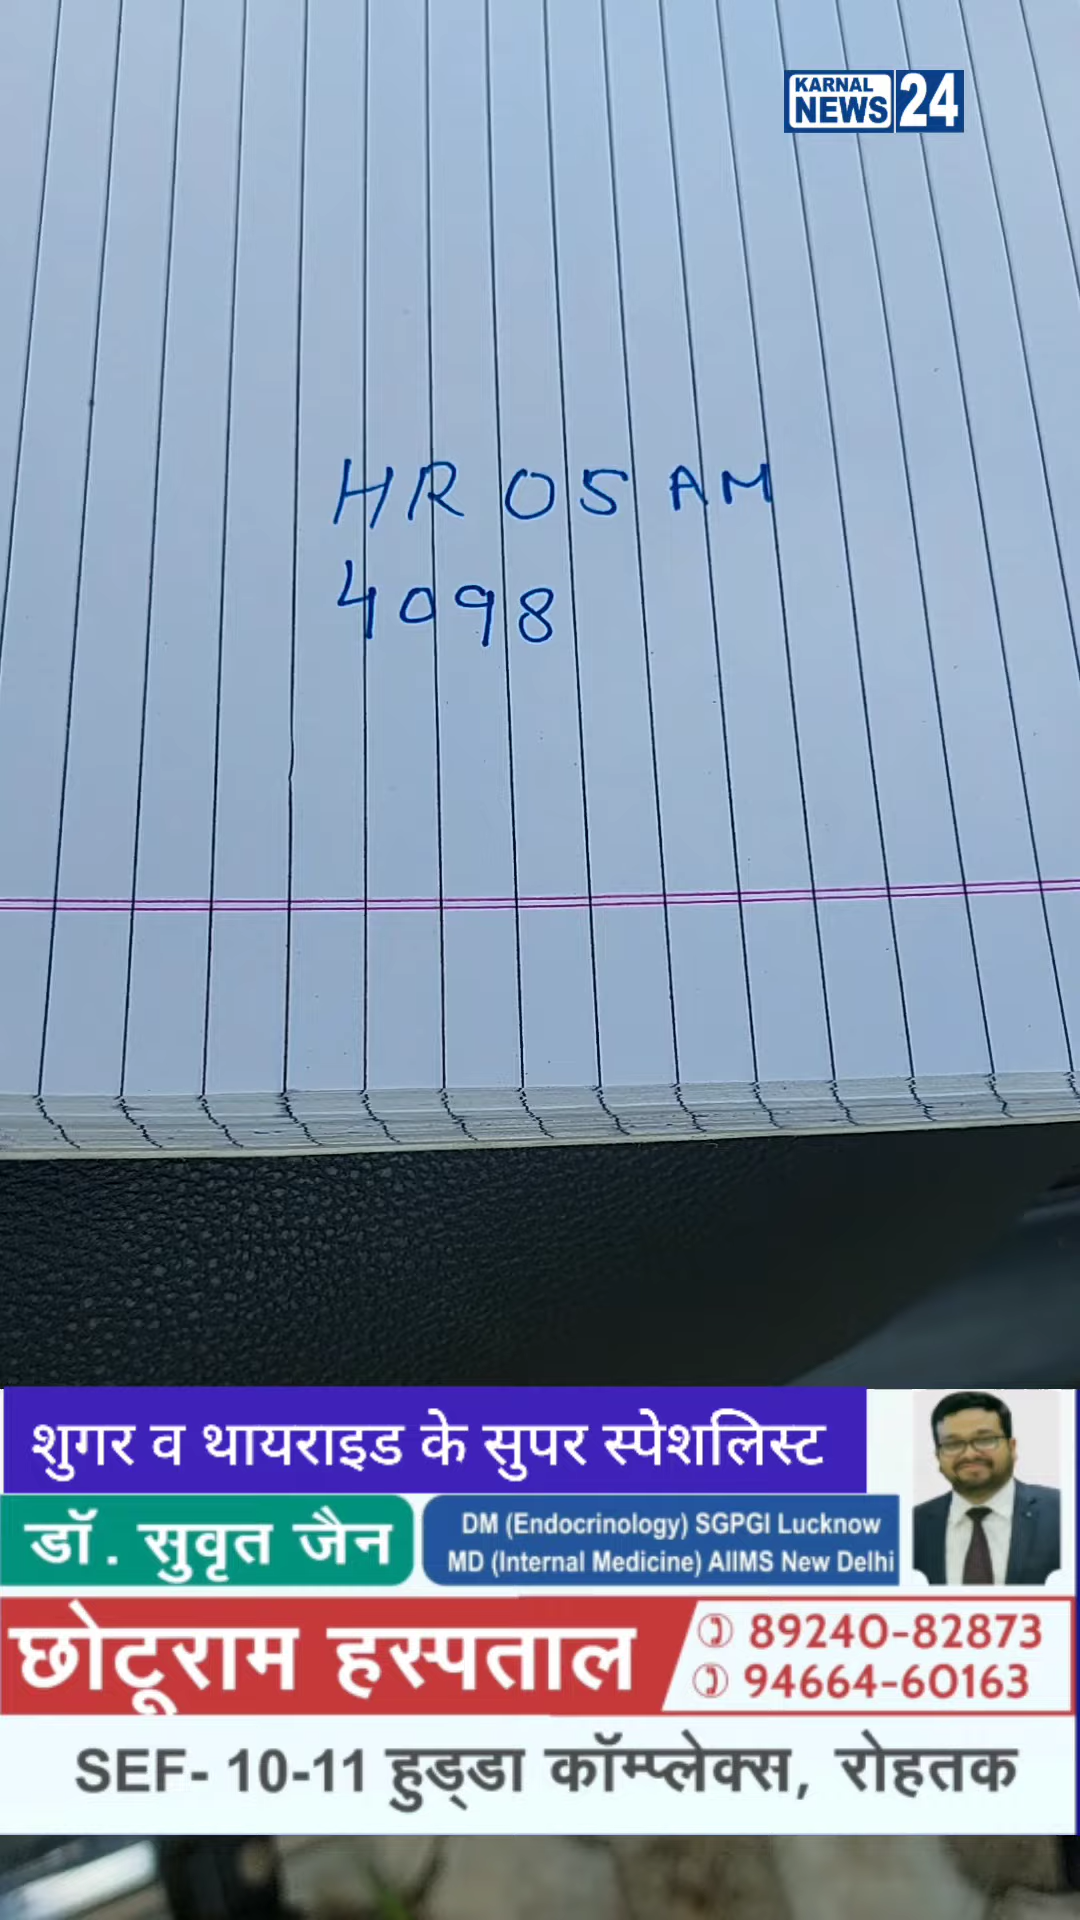 KARNAL
NEWS 24
HR 05 AM
4098
शुगर व थायराइड के सुपर स्पेशलिस्ट
डॉ. सुवृत जैन
DM (Endocrinology) SGPGI Lucknow
MD (Internal Medicine) AIIMS New Delhi
छोटूराम हस्पताल
89240-82873
94664-60163
SEF- 10-11 हुड्डा कॉम्प्लेक्स, रोहतक